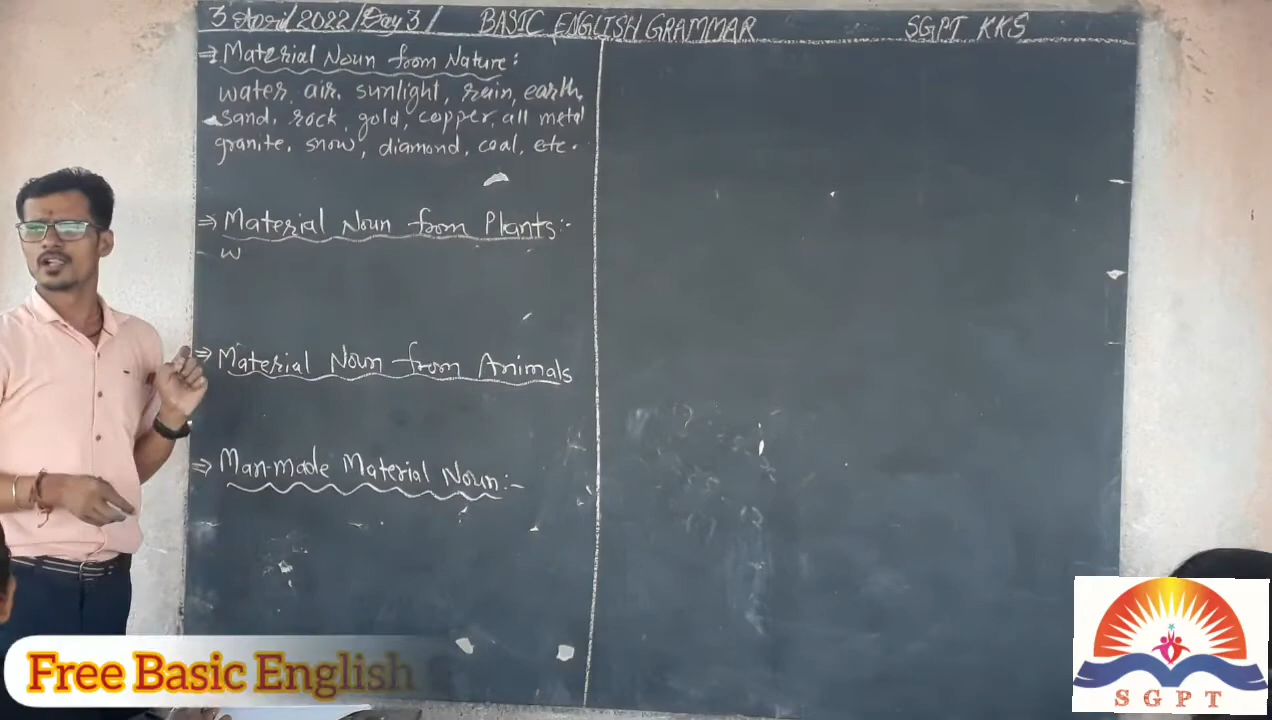 3 April/2022/Day 3/ BASIC ENGLISH GRAMMAR SGPT KKS
⇒ Material Noun from Nature:
water, air, sunlight, rain, earth,
sand, rock, gold, copper, all metal
granite, snow, diamond, coal, etc.
⇒ Material Noun from Plants:-
- w
⇒ Material Noun from Animals
⇒ Man-made Material Noun:-
Free Basic English
SGPT